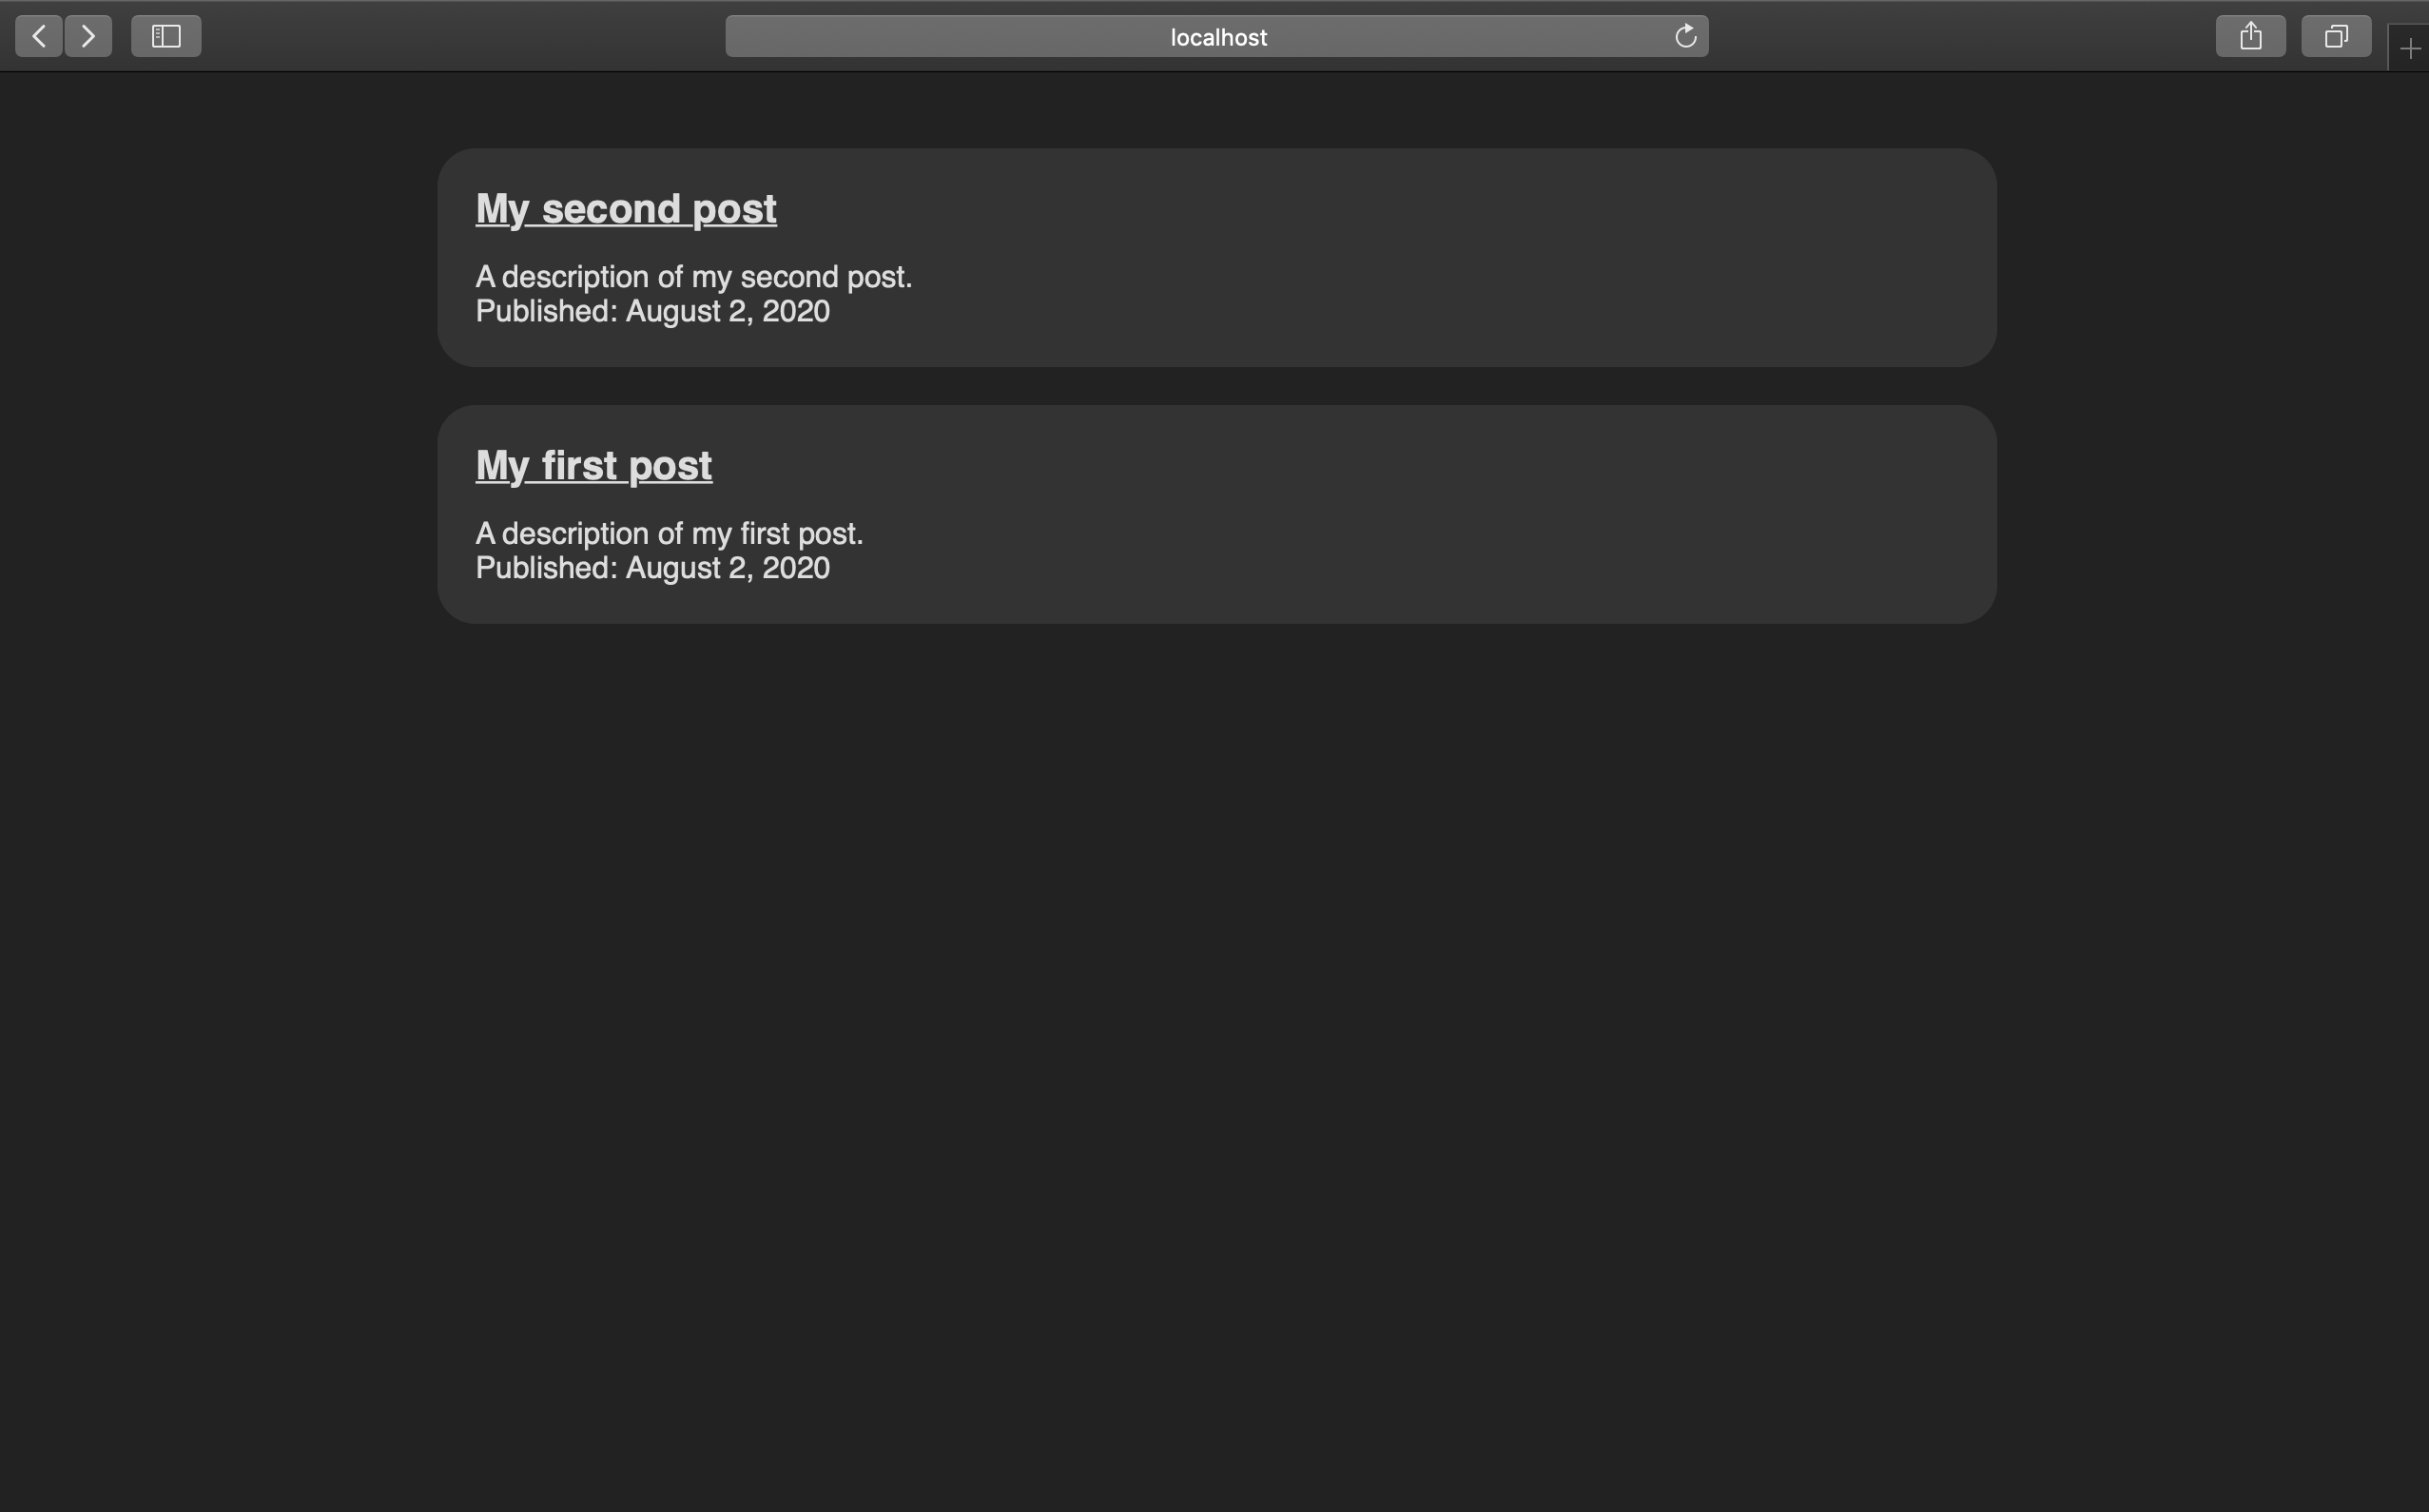 localhost
My second post
A description of my second post.
Published: August 2, 2020
My first post
A description of my first post.
Published: August 2, 2020